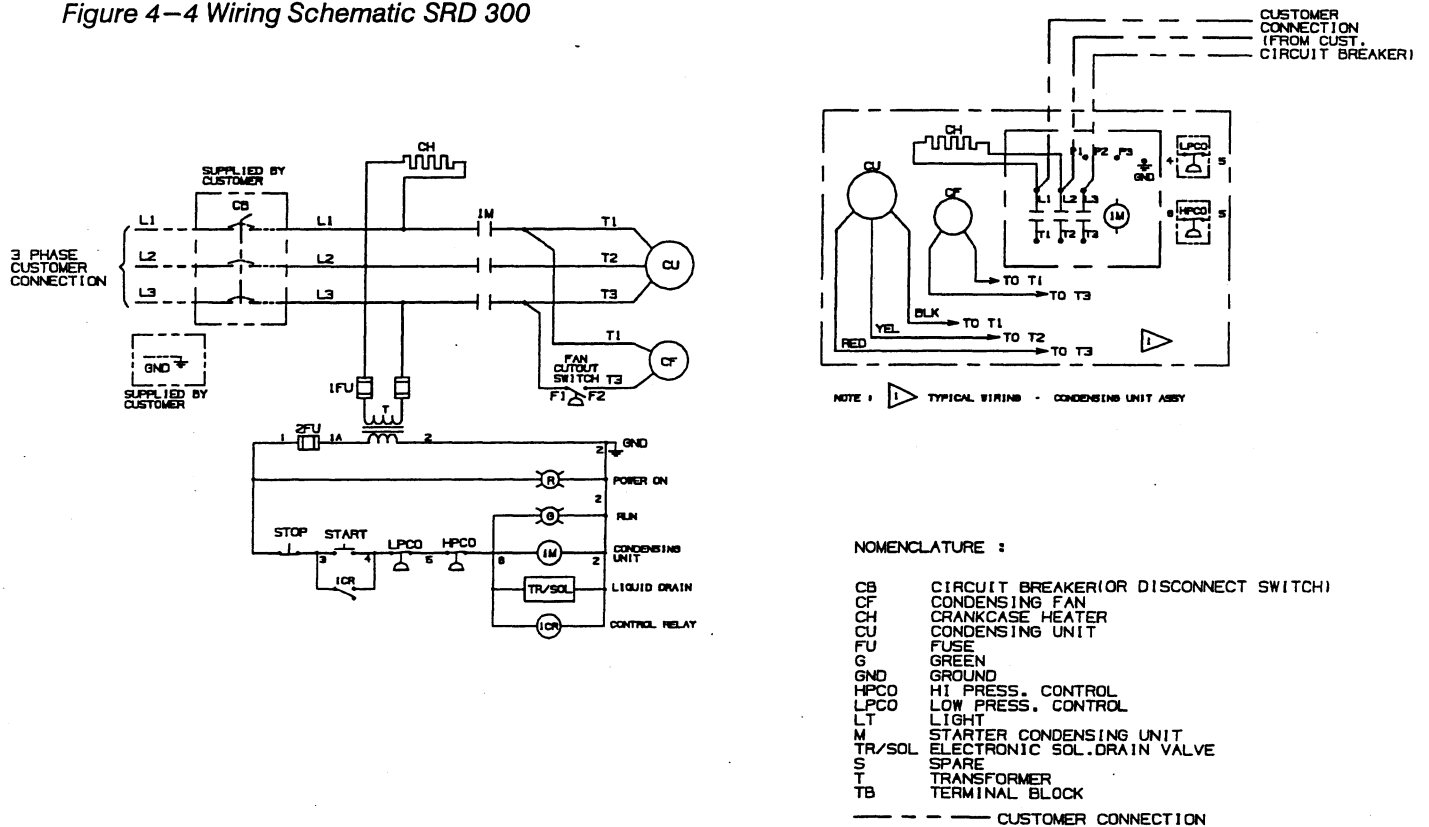 Figure 4-4 Wiring Schematic SRD 300
CH
SUPPLIED BY
CUSTOMER
CB
L1
L1
1M
T1
3 PHASE
CUSTOMER
CONNECTION
L2
L2
T2
CU
L3
L3
T3
GND
SUPPLIED BY
CUSTOMER
T1
FAN
CUTOUT
SWITCH
T3
CF
F1
F2
1FU
T
1
2FU
1A
2
2
GND
R
POWER ON
2
G
RUN
STOP
START
LPCO
HPCO
3
4
5
6
1M
2
CONDENSING
UNIT
1CR
TR/SOL
LIQUID DRAIN
1CR
CONTROL RELAY
CUSTOMER
CONNECTION
(FROM CUST.
CIRCUIT BREAKER)
CH
P1
P2
P3
GND
4
LPCO
5
CU
CF
L1
L2
L3
1M
6
HPCO
5
T1
T2
T3
TO T1
TO T3
BLK
TO T1
YEL
TO T2
RED
TO T3
1
NOTE : 1 TYPICAL WIRING - CONDENSING UNIT ASSY
NOMENCLATURE :
CB CIRCUIT BREAKER(OR DISCONNECT SWITCH)
CF CONDENSING FAN
CH CRANKCASE HEATER
CU CONDENSING UNIT
FU FUSE
G GREEN
GND GROUND
HPCO HI PRESS. CONTROL
LPCO LOW PRESS. CONTROL
LT LIGHT
M STARTER CONDENSING UNIT
TR/SOL ELECTRONIC SOL.DRAIN VALVE
S SPARE
T TRANSFORMER
TB TERMINAL BLOCK
CUSTOMER CONNECTION